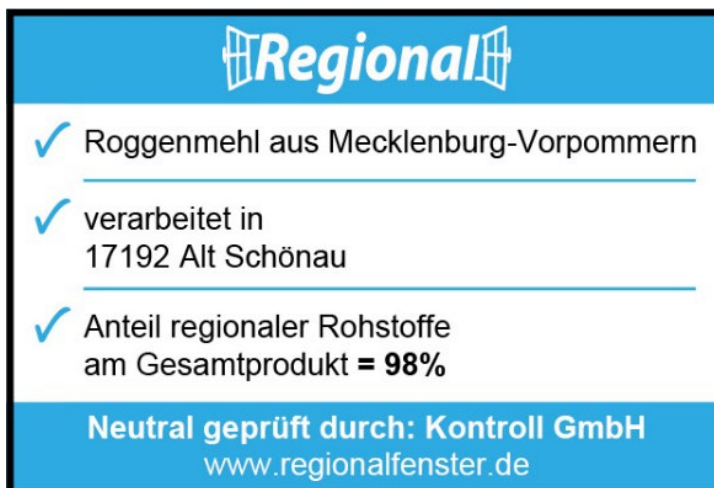 Regional
Roggenmehl aus Mecklenburg-Vorpommern
verarbeitet in
17192 Alt Schönau
Anteil regionaler Rohstoffe
am Gesamtprodukt = 98%
Neutral geprüft durch: Kontroll GmbH
www.regionalfenster.de